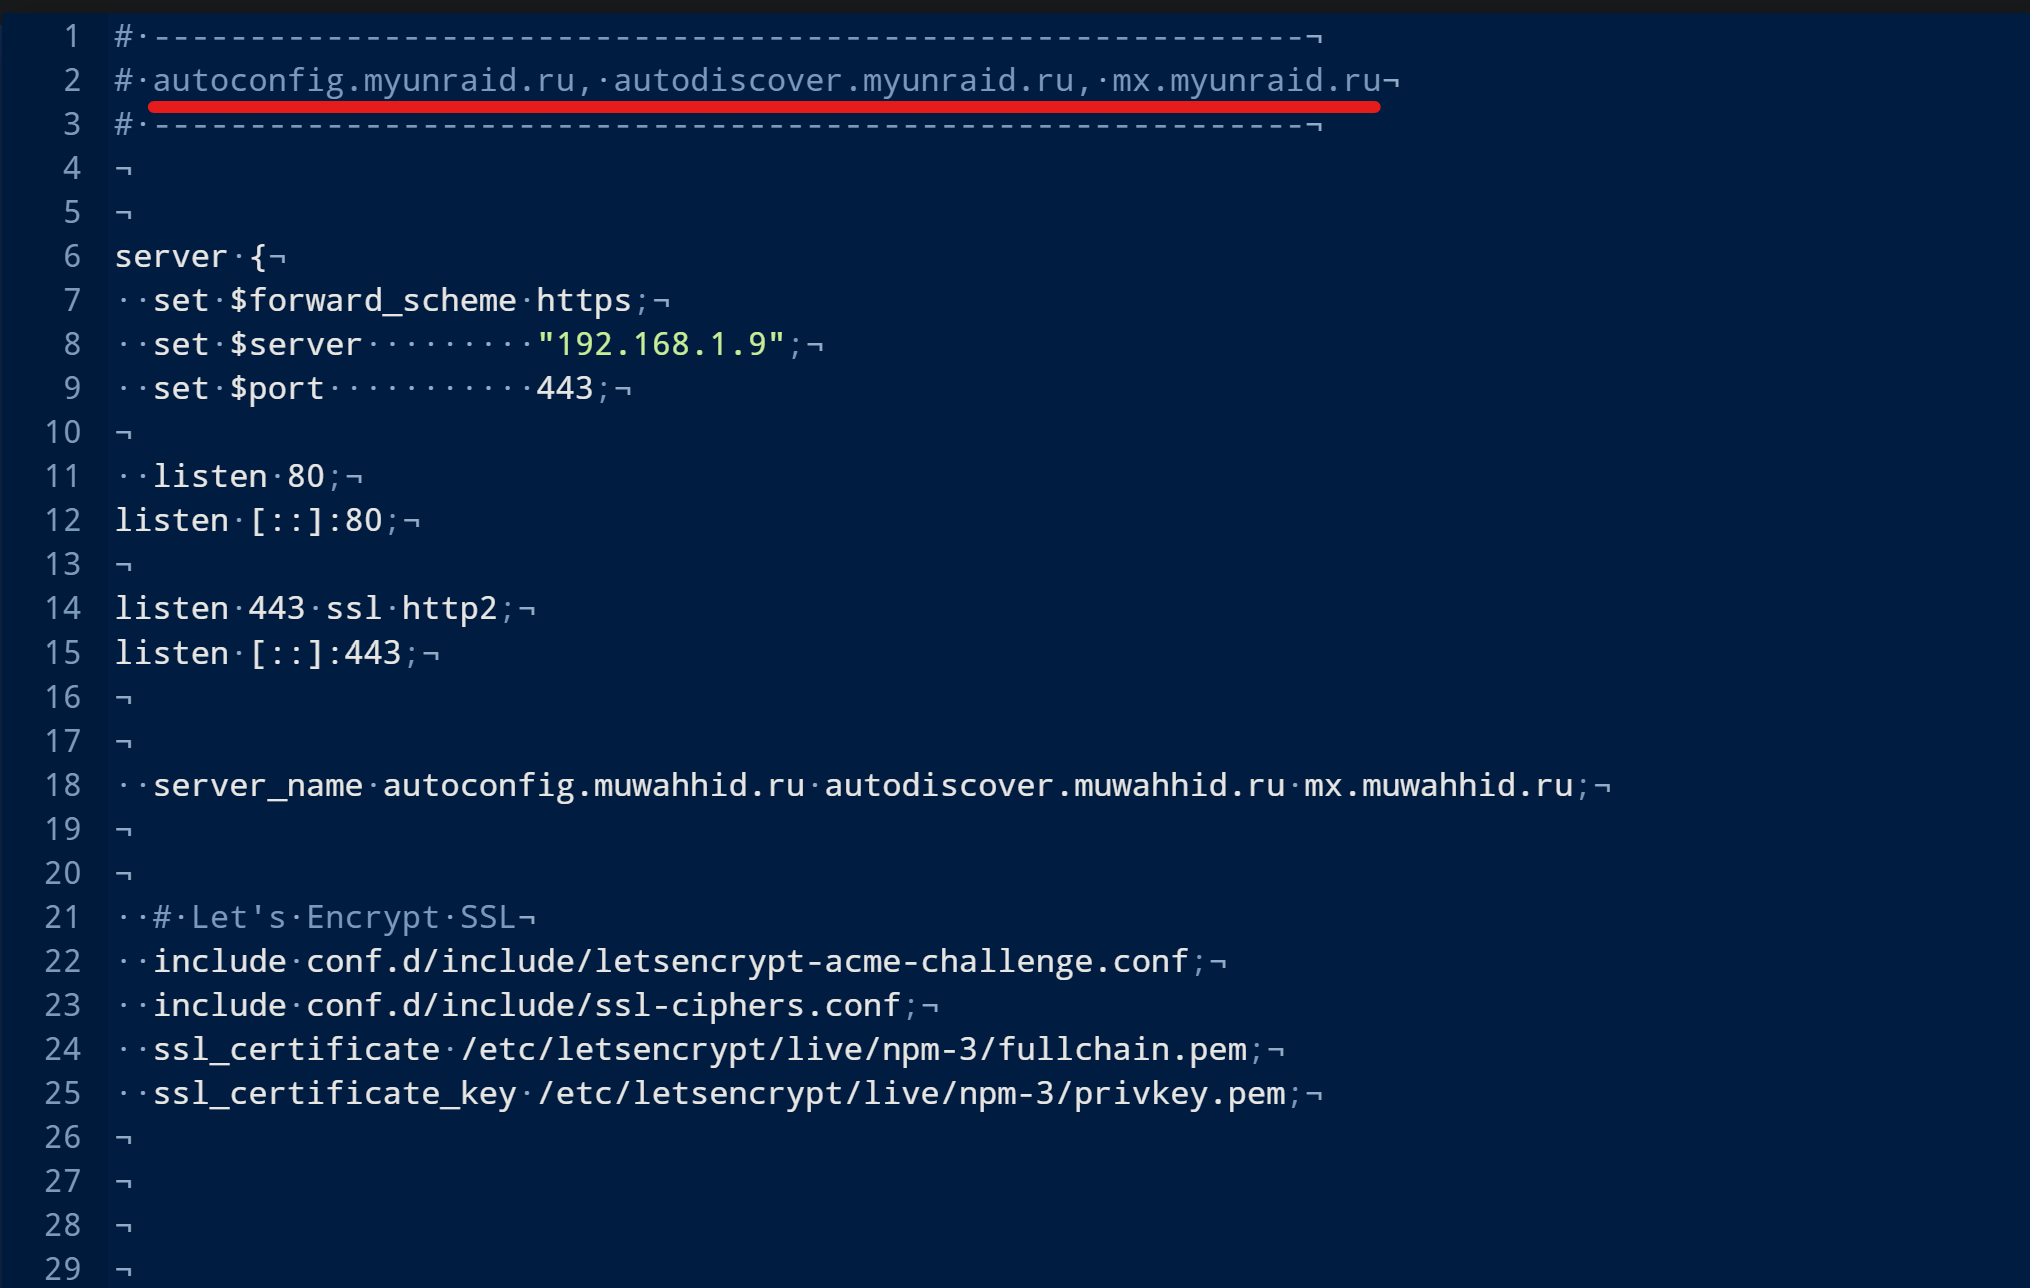 1 # ------------------------------------------------------------
2 # autoconfig.myunraid.ru, autodiscover.myunraid.ru, mx.myunraid.ru
3 # ------------------------------------------------------------
4
5
6 server {
7   set $forward_scheme https;
8   set $server         "192.168.1.9";
9   set $port           443;
10
11   listen 80;
12 listen [::]:80;
13
14 listen 443 ssl http2;
15 listen [::]:443;
16
17
18   server_name autoconfig.muwahhid.ru autodiscover.muwahhid.ru mx.muwahhid.ru;
19
20
21   # Let's Encrypt SSL
22   include conf.d/include/letsencrypt-acme-challenge.conf;
23   include conf.d/include/ssl-ciphers.conf;
24   ssl_certificate /etc/letsencrypt/live/npm-3/fullchain.pem;
25   ssl_certificate_key /etc/letsencrypt/live/npm-3/privkey.pem;
26
27
28
29